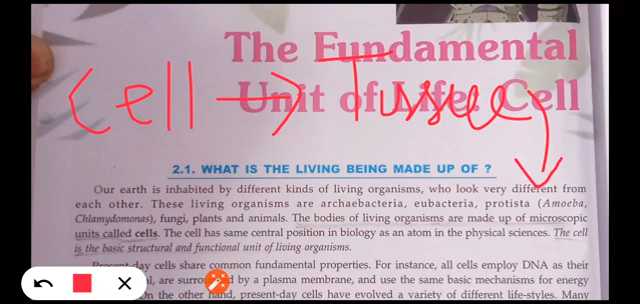 The Fundamental
Cell → Tissue
Unit of Life: Cell
2.1. WHAT IS THE LIVING BEING MADE UP OF ?
Our earth is inhabited by different kinds of living organisms, who look very different from
each other. These living organisms are archaebacteria, eubacteria, protista (Amoeba,
Chlamydomonas), fungi, plants and animals. The bodies of living organisms are made up of microscopic
units called cells. The cell has same central position in biology as an atom in the physical sciences. The cell
is the basic structural and functional unit of living organisms.
Present-day cells share common fundamental properties. For instance, all cells employ DNA as their
are surrounded by a plasma membrane, and use the same basic mechanisms for energy
On the other hand, present-day cells have evolved a variety of different life-styles. Many